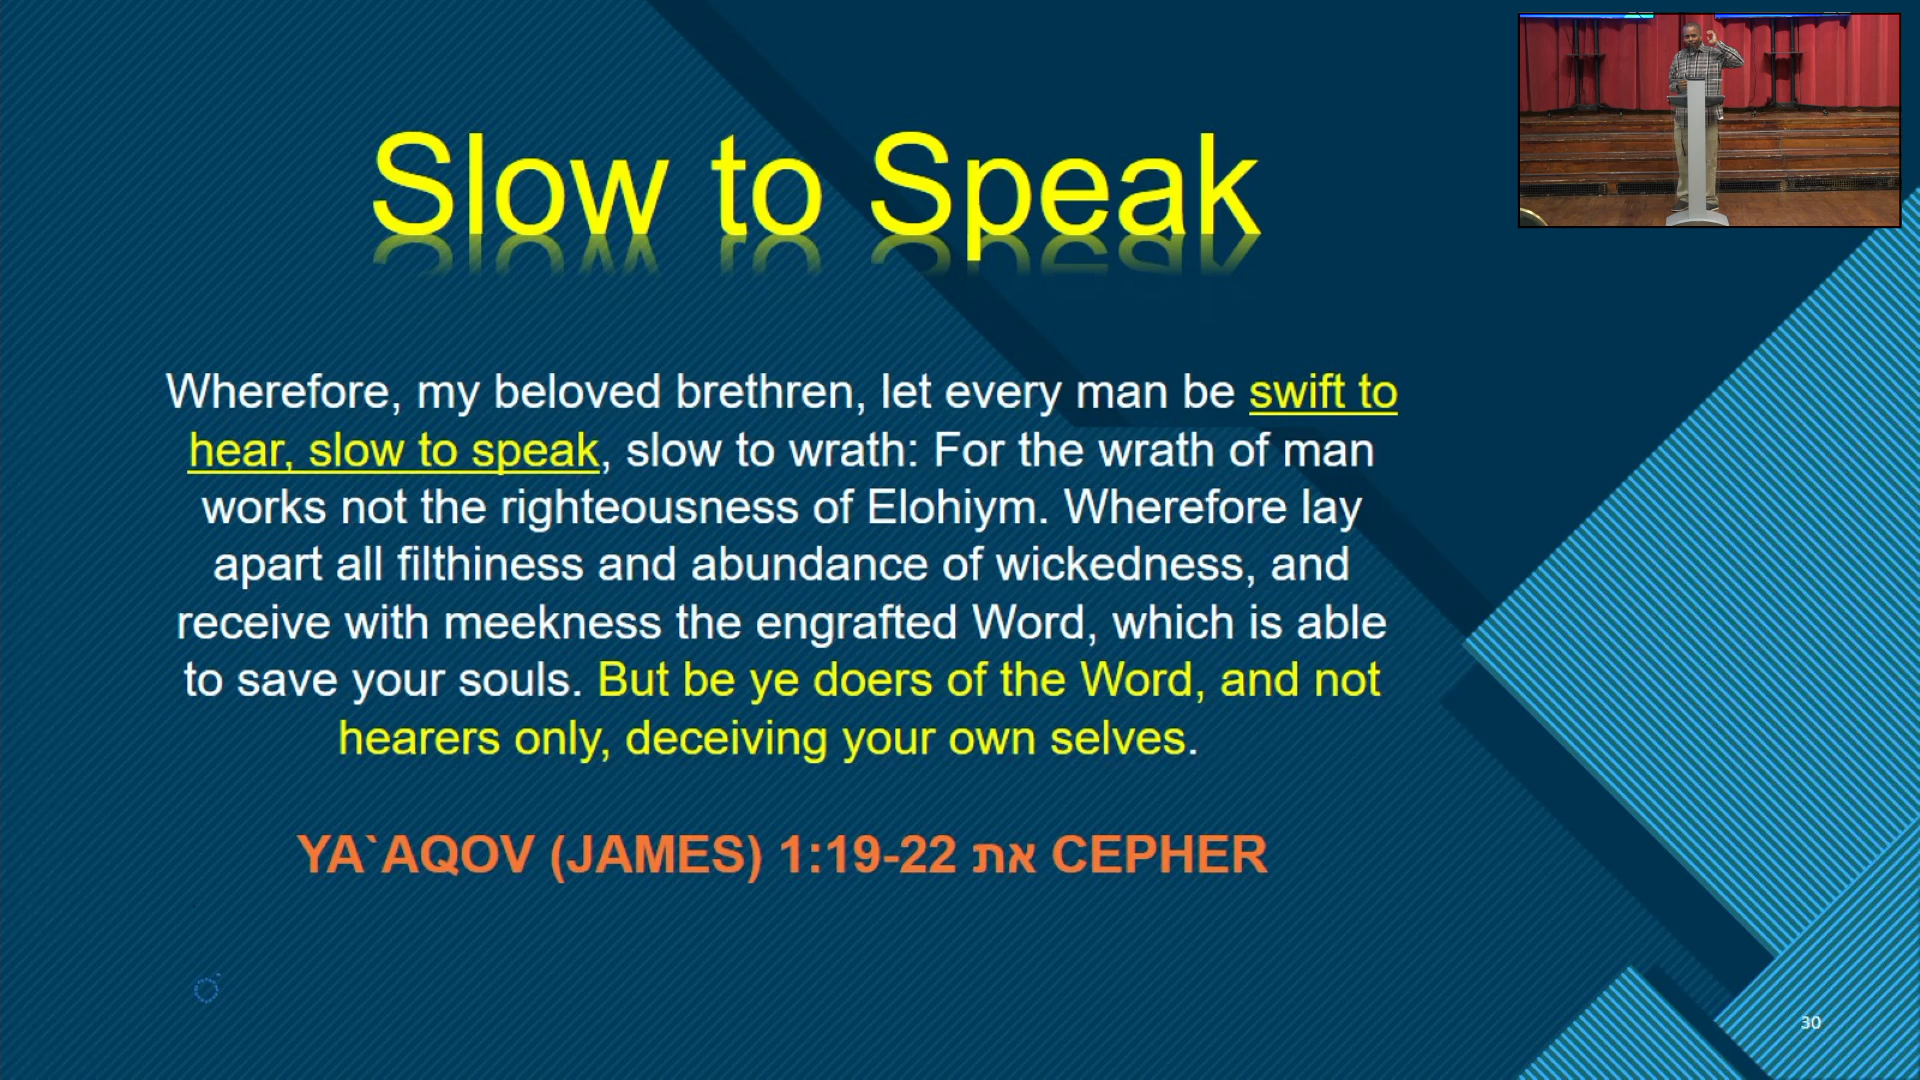 Slow to Speak
Wherefore, my beloved brethren, let every man be swift to
hear, slow to speak, slow to wrath: For the wrath of man
works not the righteousness of Elohiym. Wherefore lay
apart all filthiness and abundance of wickedness, and
receive with meekness the engrafted Word, which is able
to save your souls. But be ye doers of the Word, and not
hearers only, deceiving your own selves.
YA`AQOV (JAMES) 1:19-22 את CEPHER
30